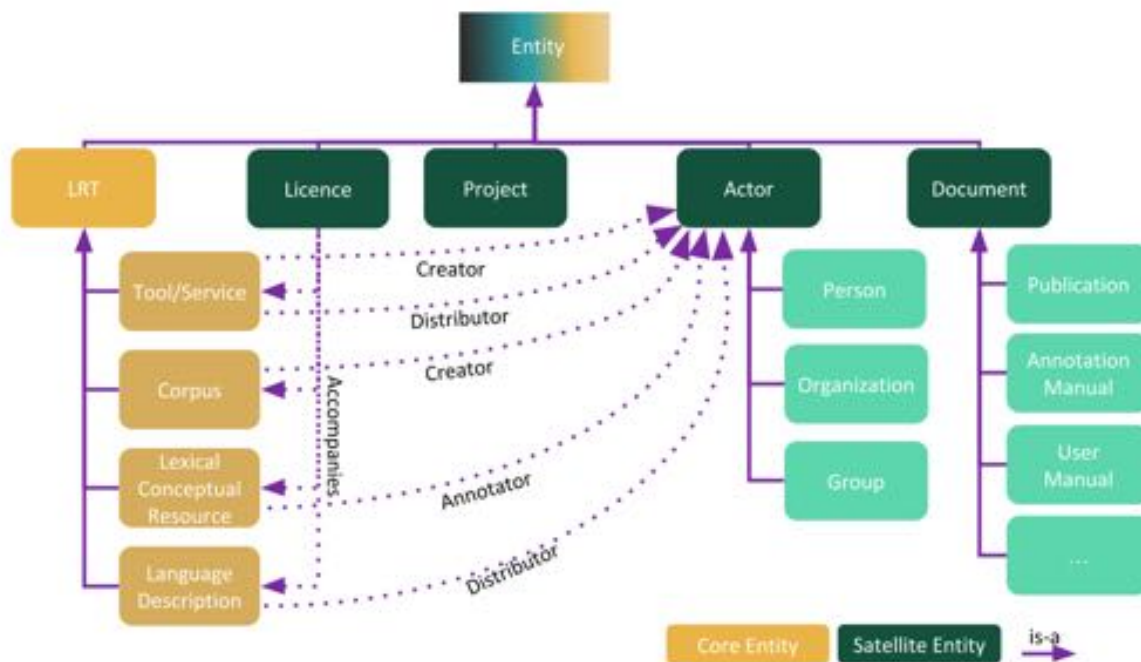 Entity
LRT
Licence
Project
Actor
Document
Tool/Service
Creator
Distributor
Person
Publication
Corpus
Creator
Accompanies
Organization
Annotation
Manual
Lexical
Conceptual
Resource
Annotator
Group
User
Manual
Language
Description
Distributor
...
Core Entity
Satellite Entity
is-a